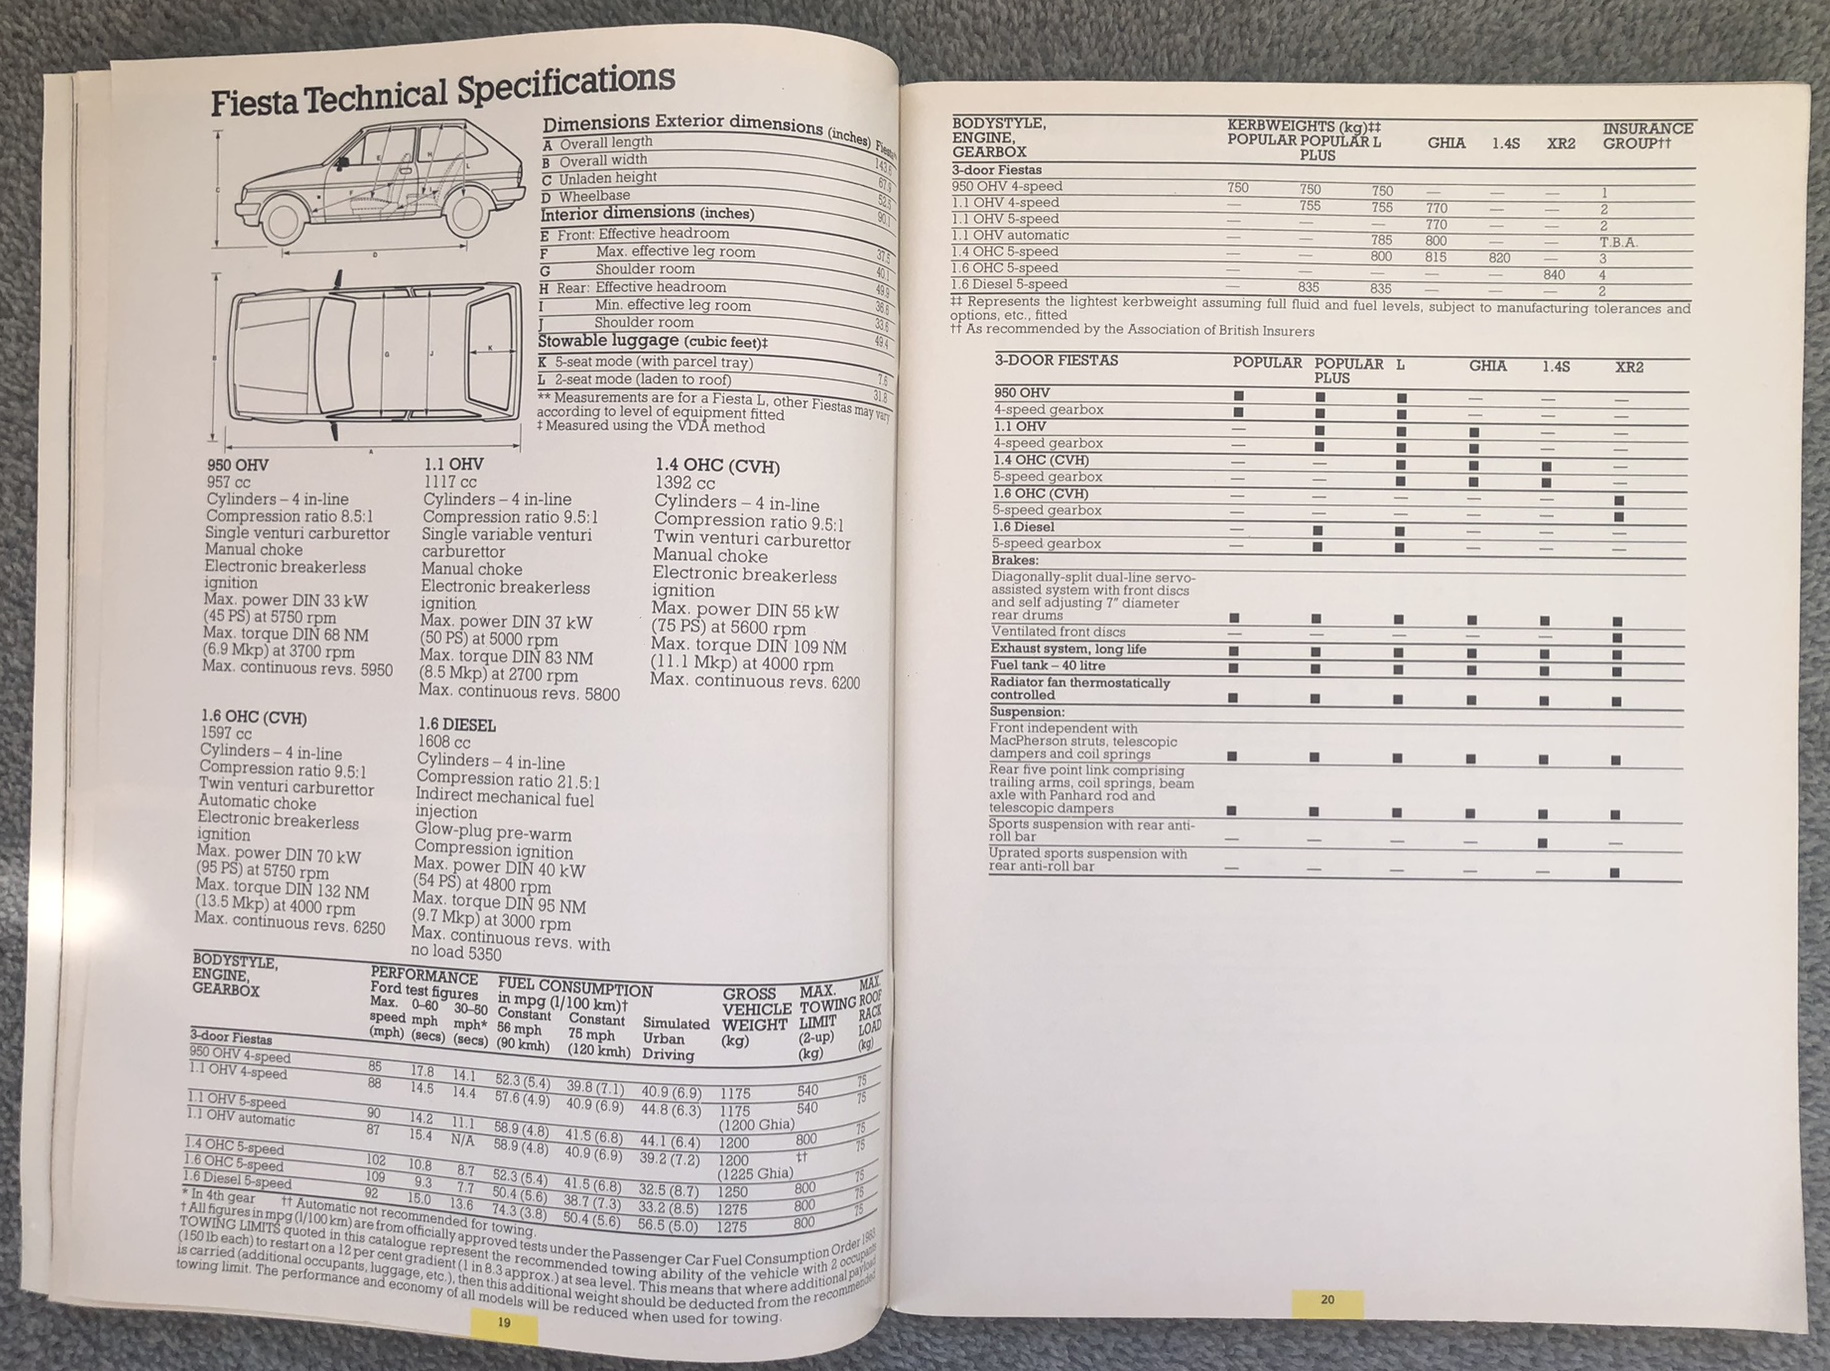 Fiesta Technical Specifications
Dimensions Exterior dimensions (inches) Fiesta**
A Overall length 143.6
B Overall width
C Unladen height
D Wheelbase 90.1
Interior dimensions (inches)
E Front: Effective headroom 37.5
F Max. effective leg room 40.1
G Shoulder room 49.9
H Rear: Effective headroom
I Min. effective leg room 33.6
J Shoulder room 49.4
Stowable luggage (cubic feet)‡
K 5-seat mode (with parcel tray) 7.6
L 2-seat mode (laden to roof) 31.8
** Measurements are for a Fiesta L, other Fiestas may vary
according to level of equipment fitted
‡ Measured using the VDA method
950 OHV
957 cc
Cylinders – 4 in-line
Compression ratio 8.5:1
Single venturi carburettor
Manual choke
Electronic breakerless
ignition
Max. power DIN 33 kW
(45 PS) at 5750 rpm
Max. torque DIN 68 NM
(6.9 Mkp) at 3700 rpm
Max. continuous revs. 5950
1.1 OHV
1117 cc
Cylinders – 4 in-line
Compression ratio 9.5:1
Single variable venturi
carburettor
Manual choke
Electronic breakerless
ignition
Max. power DIN 37 kW
(50 PS) at 5000 rpm
Max. torque DIN 83 NM
(8.5 Mkp) at 2700 rpm
Max. continuous revs. 5800
1.4 OHC (CVH)
1392 cc
Cylinders – 4 in-line
Compression ratio 9.5:1
Twin venturi carburettor
Manual choke
Electronic breakerless
ignition
Max. power DIN 55 kW
(75 PS) at 5600 rpm
Max. torque DIN 109 NM
(11.1 Mkp) at 4000 rpm
Max. continuous revs. 6200
1.6 OHC (CVH)
1597 cc
Cylinders – 4 in-line
Compression ratio 9.5:1
Twin venturi carburettor
Automatic choke
Electronic breakerless
ignition
Max. power DIN 70 kW
(95 PS) at 5750 rpm
Max. torque DIN 132 NM
(13.5 Mkp) at 4000 rpm
Max. continuous revs. 6250
1.6 DIESEL
1608 cc
Cylinders – 4 in-line
Compression ratio 21.5:1
Indirect mechanical fuel
injection
Glow-plug pre-warm
Compression ignition
Max. power DIN 40 kW
(54 PS) at 4800 rpm
Max. torque DIN 95 NM
(9.7 Mkp) at 3000 rpm
Max. continuous revs. with
no load 5350
BODYSTYLE, ENGINE, GEARBOX
PERFORMANCE Ford test figures
Max. speed (mph) 0–60 mph (secs) 30–50 mph* (secs)
FUEL CONSUMPTION in mpg (l/100 km)†
Constant 56 mph (90 kmh) Constant 75 mph (120 kmh) Simulated Urban Driving
GROSS VEHICLE WEIGHT (kg)
MAX. TOWING LIMIT (2-up) (kg)
MAX. ROOF RACK LOAD (kg)
3-door Fiestas
950 OHV 4-speed 85 17.8 14.1 52.3 (5.4) 39.8 (7.1) 40.9 (6.9) 1175 540 75
1.1 OHV 4-speed 88 14.5 14.4 57.6 (4.9) 40.9 (6.9) 44.8 (6.3) 1175 (1200 Ghia) 540 75
1.1 OHV 5-speed 90 14.2 11.1 58.9 (4.8) 41.5 (6.8) 44.1 (6.4) 1200 800 75
1.1 OHV automatic 87 15.4 N/A 58.9 (4.8) 40.9 (6.9) 39.2 (7.2) 1200 (1225 Ghia) †† 75
1.4 OHC 5-speed 102 10.8 8.7 52.3 (5.4) 41.5 (6.8) 32.5 (8.7) 1250 800 75
1.6 OHC 5-speed 109 9.3 7.7 50.4 (5.6) 38.7 (7.3) 33.2 (8.5) 1275 800 75
1.6 Diesel 5-speed 92 15.0 13.6 74.3 (3.8) 50.4 (5.6) 56.5 (5.0) 1275 800 75
* In 4th gear †† Automatic not recommended for towing.
† All figures in mpg (l/100 km) are from officially approved tests under the Passenger Car Fuel Consumption Order 1983
TOWING LIMITS quoted in this catalogue represent the recommended towing ability of the vehicle with 2 occupants
(150 lb each) to restart on a 12 per cent gradient (1 in 8.3 approx.) at sea level. This means that where additional payload
is carried (additional occupants, luggage, etc.), then this additional weight should be deducted from the recommended
towing limit. The performance and economy of all models will be reduced when used for towing.
19
BODYSTYLE, ENGINE, GEARBOX
KERBWEIGHTS (kg)‡‡
POPULAR POPULAR PLUS L GHIA 1.4S XR2 INSURANCE GROUP††
3-door Fiestas
950 OHV 4-speed 750 750 750 — — — 1
1.1 OHV 4-speed — 755 755 770 — — 2
1.1 OHV 5-speed — — — 770 — — 2
1.1 OHV automatic — — 785 800 — — T.B.A.
1.4 OHC 5-speed — — 800 815 820 — 3
1.6 OHC 5-speed — — — — — 840 4
1.6 Diesel 5-speed — 835 835 — — — 2
‡‡ Represents the lightest kerbweight assuming full fluid and fuel levels, subject to manufacturing tolerances and
options, etc., fitted
†† As recommended by the Association of British Insurers
3-DOOR FIESTAS POPULAR POPULAR PLUS L GHIA 1.4S XR2
950 OHV ■ ■ ■ — — —
4-speed gearbox ■ ■ ■ — — —
1.1 OHV — ■ ■ ■ — —
4-speed gearbox — ■ ■ ■ — —
1.4 OHC (CVH) — — ■ ■ ■ —
5-speed gearbox — — ■ ■ ■ —
1.6 OHC (CVH) — — — — — ■
5-speed gearbox — — — — — ■
1.6 Diesel — ■ ■ — — —
5-speed gearbox — ■ ■ — — —
Brakes:
Diagonally-split dual-line servo-
assisted system with front discs
and self adjusting 7" diameter
rear drums ■ ■ ■ ■ ■ ■
Ventilated front discs — — — — — ■
Exhaust system, long life ■ ■ ■ ■ ■ ■
Fuel tank – 40 litre ■ ■ ■ ■ ■ ■
Radiator fan thermostatically
controlled ■ ■ ■ ■ ■ ■
Suspension:
Front independent with
MacPherson struts, telescopic
dampers and coil springs ■ ■ ■ ■ ■ ■
Rear five point link comprising
trailing arms, coil springs, beam
axle with Panhard rod and
telescopic dampers ■ ■ ■ ■ ■ ■
Sports suspension with rear anti-
roll bar — — — — ■ —
Uprated sports suspension with
rear anti-roll bar — — — — — ■
20